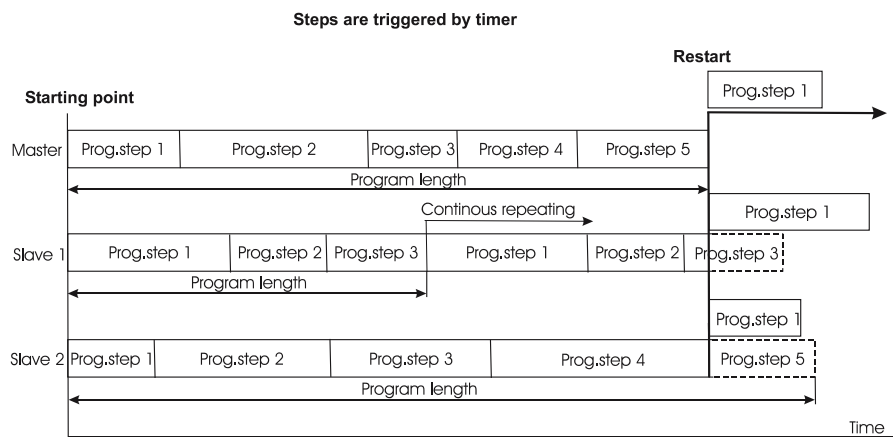 Steps are triggered by timer
Restart
Prog.step 1
Starting point
Master Prog.step 1 Prog.step 2 Prog.step 3 Prog.step 4 Prog.step 5
Program length
Continous repeating
Prog.step 1
Slave 1 Prog.step 1 Prog.step 2 Prog.step 3 Prog.step 1 Prog.step 2 Prog.step 3
Program length
Prog.step 1
Slave 2 Prog.step 1 Prog.step 2 Prog.step 3 Prog.step 4 Prog.step 5
Program length
Time